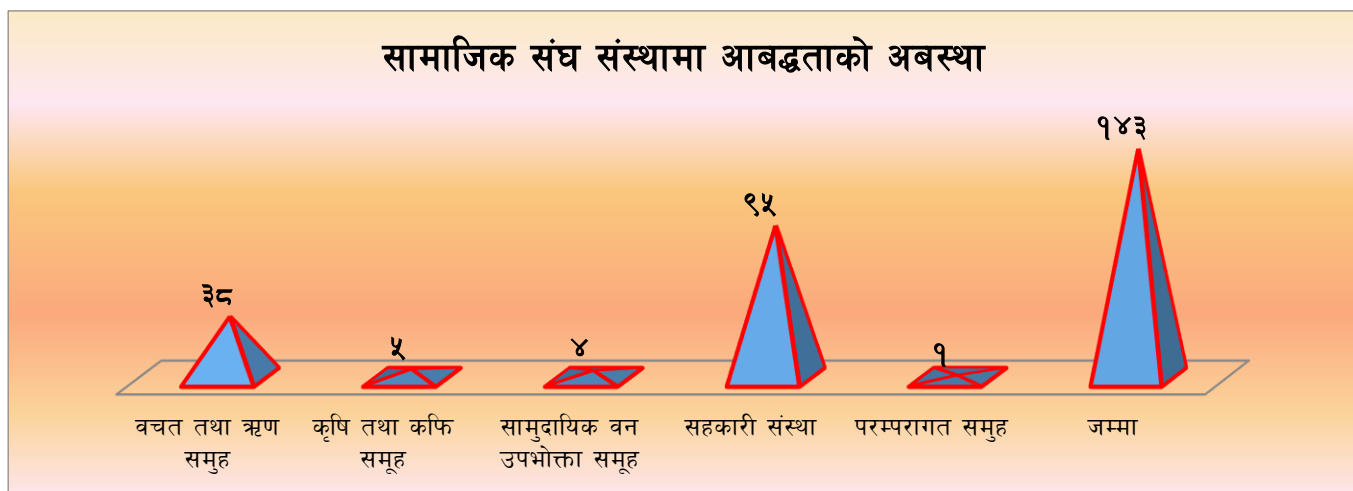 सामाजिक संघ संस्थामा आबद्धताको अबस्था
१४३
९५
३८
५
४
१
वचत तथा ऋण
समुह
कृषि तथा कफि
समूह
सामुदायिक वन
उपभोक्ता समूह
सहकारी संस्था
परम्परागत समुह
जम्मा